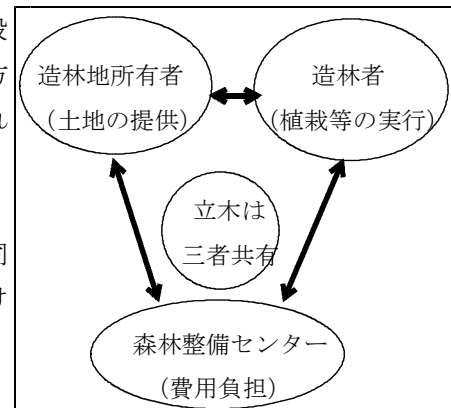 造林地所有者
(土地の提供)
造林者
(植栽等の実行)
立木は
三者共有
森林整備センター
(費用負担)